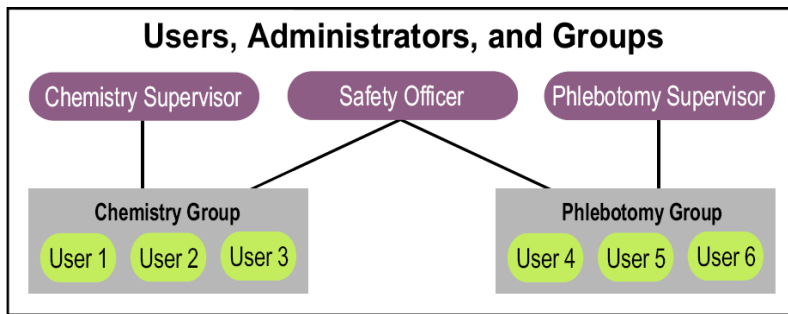 Users, Administrators, and Groups
Chemistry Supervisor
Safety Officer
Phlebotomy Supervisor
Chemistry Group
User 1
User 2
User 3
Phlebotomy Group
User 4
User 5
User 6